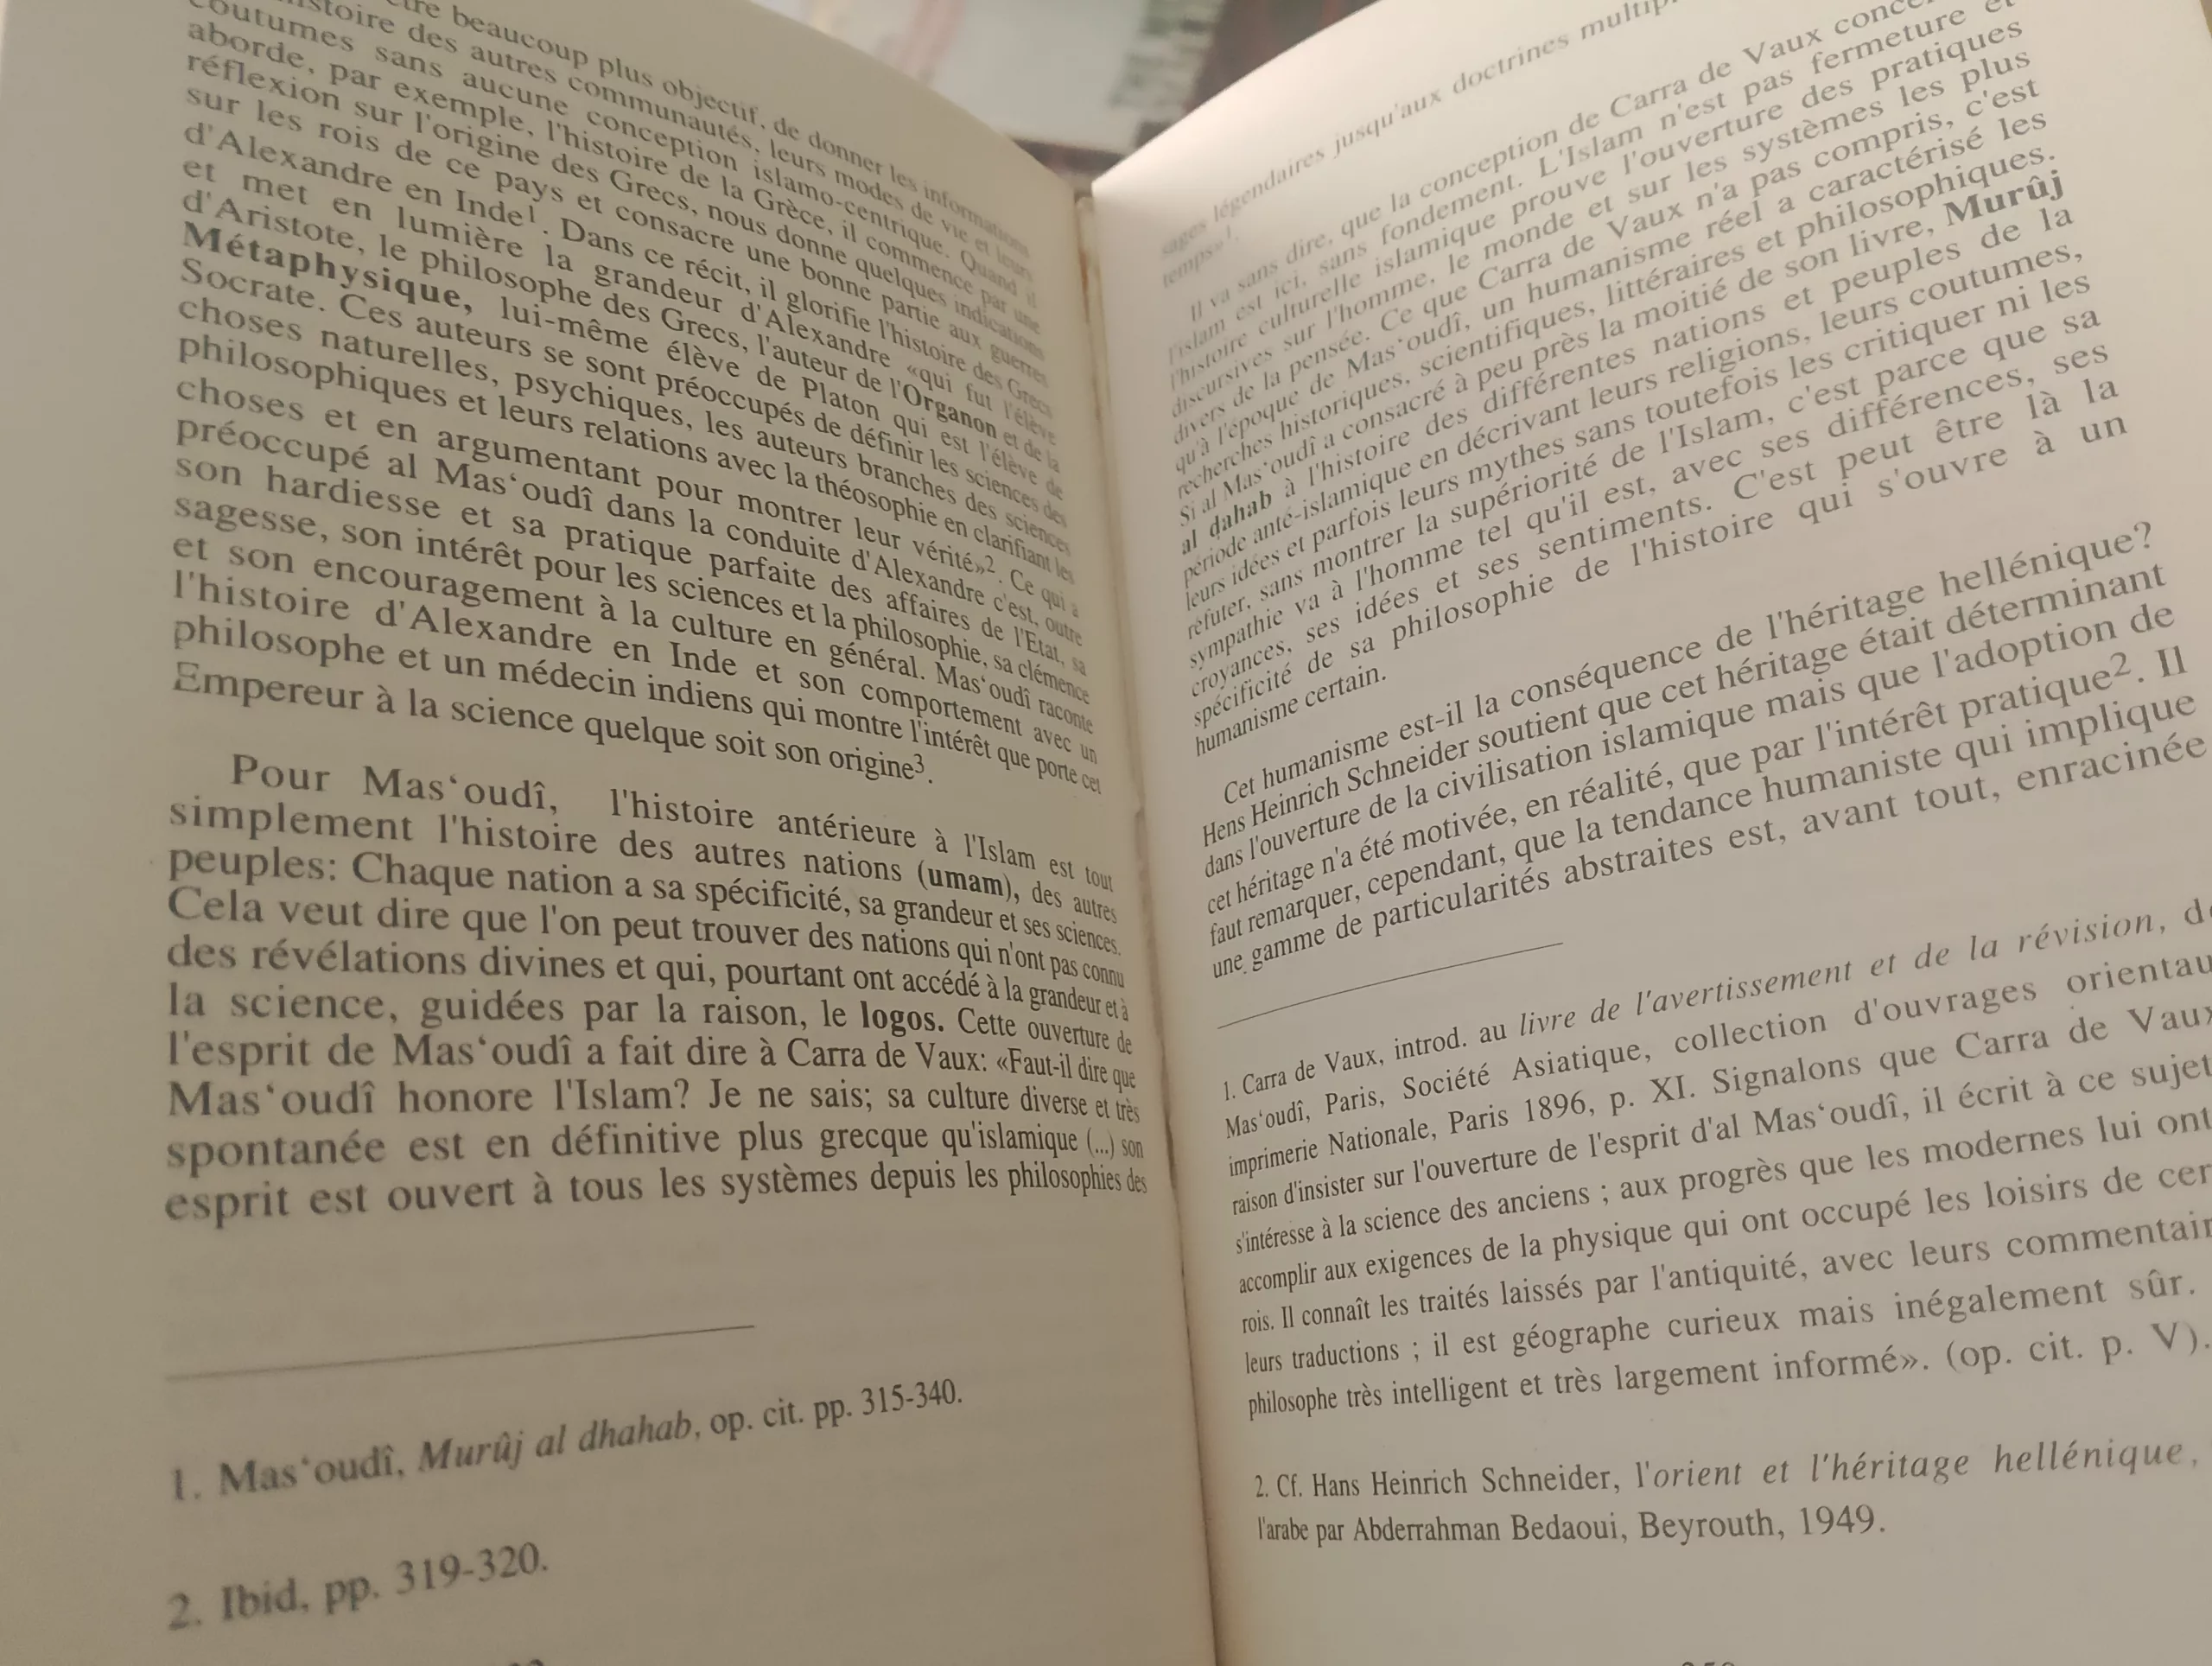 être beaucoup plus objectif, de donner les informations
des autres communautés, leurs modes de vie et leurs
coutumes sans aucune conception islamo-centrique. Quand il
aborde, par exemple, l'histoire de la Grèce, il commence par une
réflexion sur l'origine des Grecs, nous donne quelques indications
sur les rois de ce pays et consacre une bonne partie aux guerres
d'Alexandre en Inde1. Dans ce récit, il glorifie l'histoire des Grecs
et met en lumière la grandeur d'Alexandre «qui fut l'élève
d'Aristote, le philosophe des Grecs, l'auteur de l'Organon et de la
Métaphysique, lui-même élève de Platon qui est l'élève de
Socrate. Ces auteurs se sont préoccupés de définir les sciences des
choses naturelles, psychiques, les auteurs branches des sciences
philosophiques et leurs relations avec la théosophie en clarifiant les
choses et en argumentant pour montrer leur vérité»2. Ce qui a
préoccupé al Mas‘oudî dans la conduite d'Alexandre c'est, outre
son hardiesse et sa pratique parfaite des affaires de l'Etat, sa
sagesse, son intérêt pour les sciences et la philosophie, sa clémence
et son encouragement à la culture en général. Mas‘oudî raconte
l'histoire d'Alexandre en Inde et son comportement avec un
philosophe et un médecin indiens qui montre l'intérêt que porte cet
Empereur à la science quelque soit son origine3.
Pour Mas‘oudî, l'histoire antérieure à l'Islam est tout
simplement l'histoire des autres nations (umam), des autres
peuples: Chaque nation a sa spécificité, sa grandeur et ses sciences.
Cela veut dire que l'on peut trouver des nations qui n'ont pas connu
des révélations divines et qui, pourtant ont accédé à la grandeur et à
la science, guidées par la raison, le logos. Cette ouverture de
l'esprit de Mas‘oudî a fait dire à Carra de Vaux: «Faut-il dire que
Mas‘oudî honore l'Islam? Je ne sais; sa culture diverse et très
spontanée est en définitive plus grecque qu'islamique (...) son
esprit est ouvert à tous les systèmes depuis les philosophies des
1. Mas‘oudî, Murûj al dhahab, op. cit. pp. 315-340.
2. Ibid, pp. 319-320.
sages légendaires jusqu'aux doctrines
temps»1.
Il va sans dire, que la conception de Carra de Vaux
l'islam est ici, sans fondement. L'Islam n'est pas fermeture et
l'histoire culturelle islamique prouve l'ouverture des pratiques
discursives sur l'homme, le monde et sur les systèmes les plus
divers de la pensée. Ce que Carra de Vaux n'a pas compris, c'est
qu'à l'époque de Mas‘oudî, un humanisme réel a caractérisé les
recherches historiques, scientifiques, littéraires et philosophiques.
Si al Mas‘oudî a consacré à peu près la moitié de son livre, Murûj
al ḏahab à l'histoire des différentes nations et peuples de la
période anté-islamique en décrivant leurs religions, leurs coutumes,
leurs idées et parfois leurs mythes sans toutefois les critiquer ni les
réfuter, sans montrer la supériorité de l'Islam, c'est parce que sa
sympathie va à l'homme tel qu'il est, avec ses différences, ses
croyances, ses idées et ses sentiments. C'est peut être là la
spécificité de sa philosophie de l'histoire qui s'ouvre à un
humanisme certain.
Cet humanisme est-il la conséquence de l'héritage hellénique?
Hens Heinrich Schneider soutient que cet héritage était déterminant
dans l'ouverture de la civilisation islamique mais que l'adoption de
cet héritage n'a été motivée, en réalité, que par l'intérêt pratique2. Il
faut remarquer, cependant, que la tendance humaniste qui implique
une gamme de particularités abstraites est, avant tout, enracinée
1. Carra de Vaux, introd. au livre de l'avertissement et de la révision,
Mas‘oudî, Paris, Société Asiatique, collection d'ouvrages
imprimerie Nationale, Paris 1896, p. XI. Signalons que Carra de Vaux
raison d'insister sur l'ouverture de l'esprit d'al Mas‘oudî, il écrit à ce sujet
s'intéresse à la science des anciens ; aux progrès que les modernes lui ont
accomplir aux exigences de la physique qui ont occupé les loisirs de
rois. Il connaît les traités laissés par l'antiquité, avec leurs
leurs traductions ; il est géographe curieux mais inégalement sûr.
philosophe très intelligent et très largement informé». (op. cit. p. V).
2. Cf. Hans Heinrich Schneider, l'orient et l'héritage hellénique,
l'arabe par Abderrahman Bedaoui, Beyrouth, 1949.